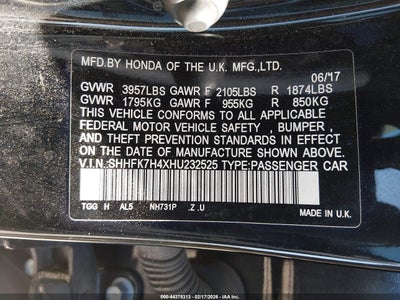 MFD.BY HONDA OF THE U.K. MFG.,LTD.
06/17
GVWR 3957LBS GAWR F 2105LBS R 1874LBS
GVWR 1795KG GAWR F 955KG R 850KG
THIS VEHICLE CONFORMS TO ALL APPLICABLE
FEDERAL MOTOR VEHICLE SAFETY , BUMPER ,
AND THEFT PREVENTION STANDARDS IN EFFECT
ON THE DATE OF MANUFACTURE SHOWN ABOVE.
V.I.N.SHHFK7H4XHU232525 TYPE:PASSENGER CAR
TGG H AL5 NH731P .Z .U MADE IN U.K.
000-44378313 02/17/2026 IAA Inc.